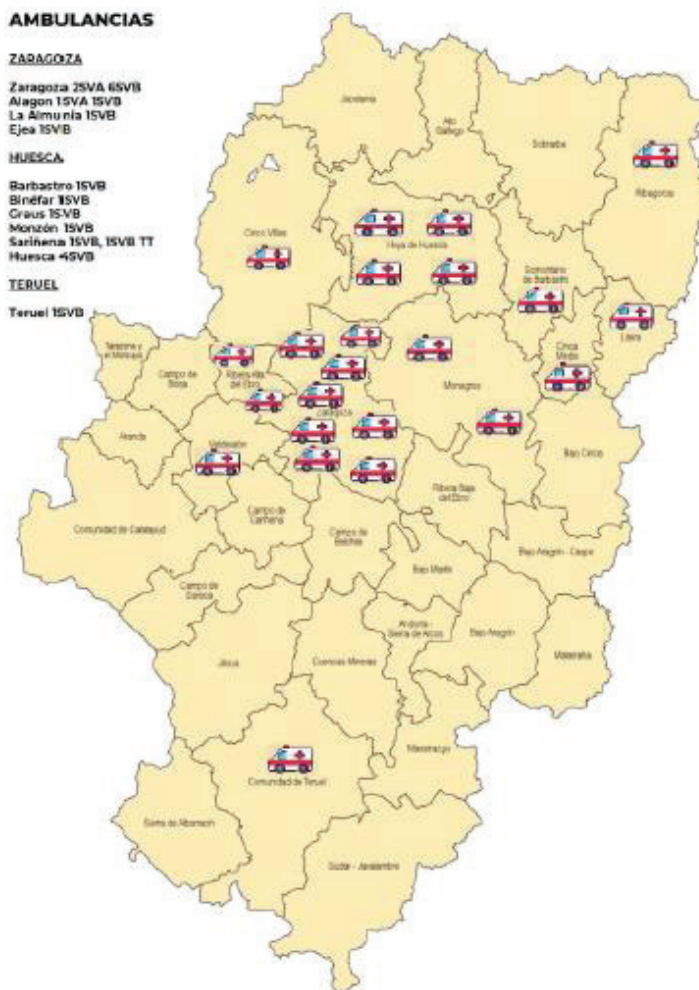 AMBULANCIAS
ZARAGOZA
Zaragoza 2SVA 6SVB
Alagon 1SVA 1SVB
La Almunia 1SVB
Ejea 1SVB
HUESCA
Barbastro 1SVB
Binéfar 1SVB
Graus 1SVB
Monzón 1SVB
Sariñena 1SVB, 1SVB TT
Huesca 4SVB
TERUEL
Teruel 1SVB
Jacetania
Alto
Gallego
Sobrarbe
Ribagorza
Cinco Villas
Hoya de Huesca
Somontano
de Barbastro
Cinca
Medio
Litera
Tarazona y
el Moncayo
Campo de
Borja
Ribera Alta
del Ebro
Zaragoza
Monegros
Aranda
Valdejalón
Bajo Cinca
Ribera Baja
del Ebro
Comunidad de Calatayud
Campo de
Cariñena
Campo de
Belchite
Bajo Aragón - Caspe
Bajo Martín
Campo de
Daroca
Andorra -
Sierra de Arcos
Bajo Aragón
Jiloca
Cuencas Mineras
Matarraña
Maestrazgo
Comunidad de Teruel
Sierra de Albarracín
Gúdar - Javalambre